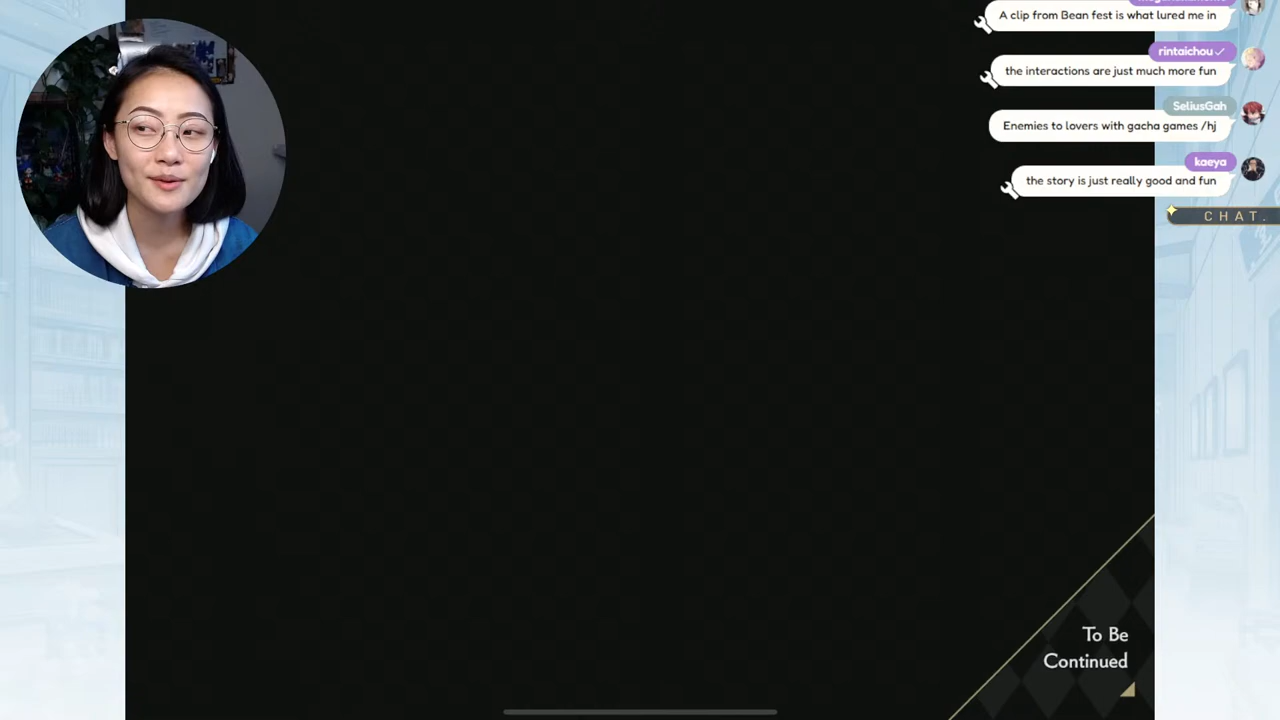 A clip from Bean fest is what lured me in
rintaichou
the interactions are just much more fun
SeliusGah
Enemies to lovers with gacha games /hj
kaeya
the story is just really good and fun
CHAT.
To Be
Continued